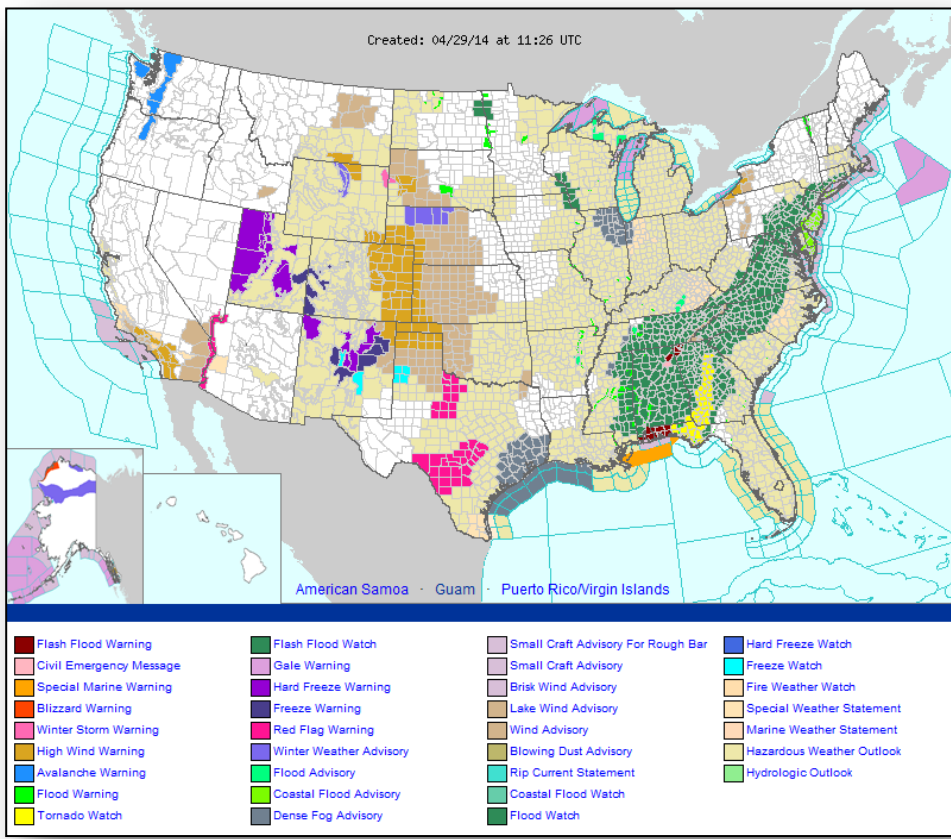 Created: 04/29/14 at 11:26 UTC
American Samoa · Guam · Puerto Rico/Virgin Islands
Flash Flood Warning
Civil Emergency Message
Special Marine Warning
Blizzard Warning
Winter Storm Warning
High Wind Warning
Avalanche Warning
Flood Warning
Tornado Watch
Flash Flood Watch
Gale Warning
Hard Freeze Warning
Freeze Warning
Red Flag Warning
Winter Weather Advisory
Flood Advisory
Coastal Flood Advisory
Dense Fog Advisory
Small Craft Advisory For Rough Bar
Small Craft Advisory
Brisk Wind Advisory
Lake Wind Advisory
Wind Advisory
Blowing Dust Advisory
Rip Current Statement
Coastal Flood Watch
Flood Watch
Hard Freeze Watch
Freeze Watch
Fire Weather Watch
Special Weather Statement
Marine Weather Statement
Hazardous Weather Outlook
Hydrologic Outlook